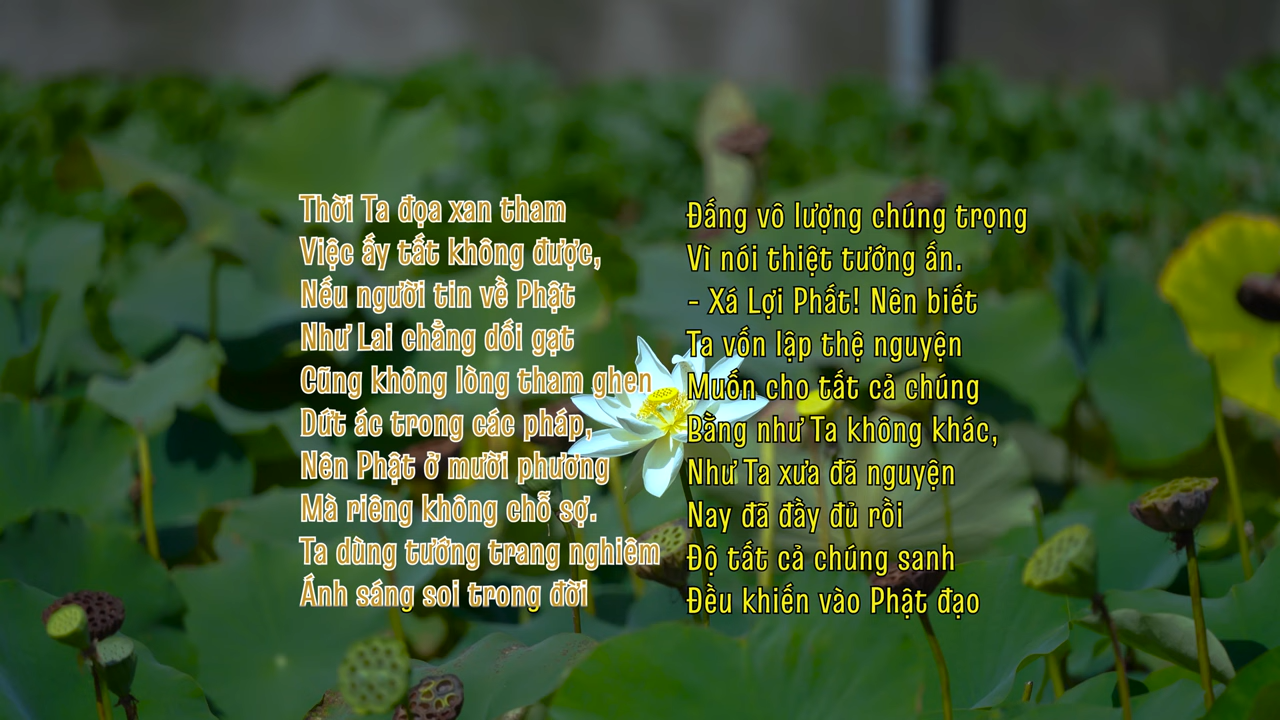 Thời Ta đọa xan tham
Việc ấy tất không được,
Nếu người tin về Phật
Như Lai chẳng dối gạt
Cũng không lòng tham ghen
Dứt ác trong các pháp,
Nên Phật ở mười phương
Mà riêng không chỗ sợ.
Ta dùng tướng trang nghiêm
Ánh sáng soi trong đời
Đấng vô lượng chúng trọng
Vì nói thiệt tướng ấn.
- Xá Lợi Phất! Nên biết
Ta vốn lập thệ nguyện
Muốn cho tất cả chúng
Bằng như Ta không khác,
Như Ta xưa đã nguyện
Nay đã đầy đủ rồi
Độ tất cả chúng sanh
Đều khiến vào Phật đạo